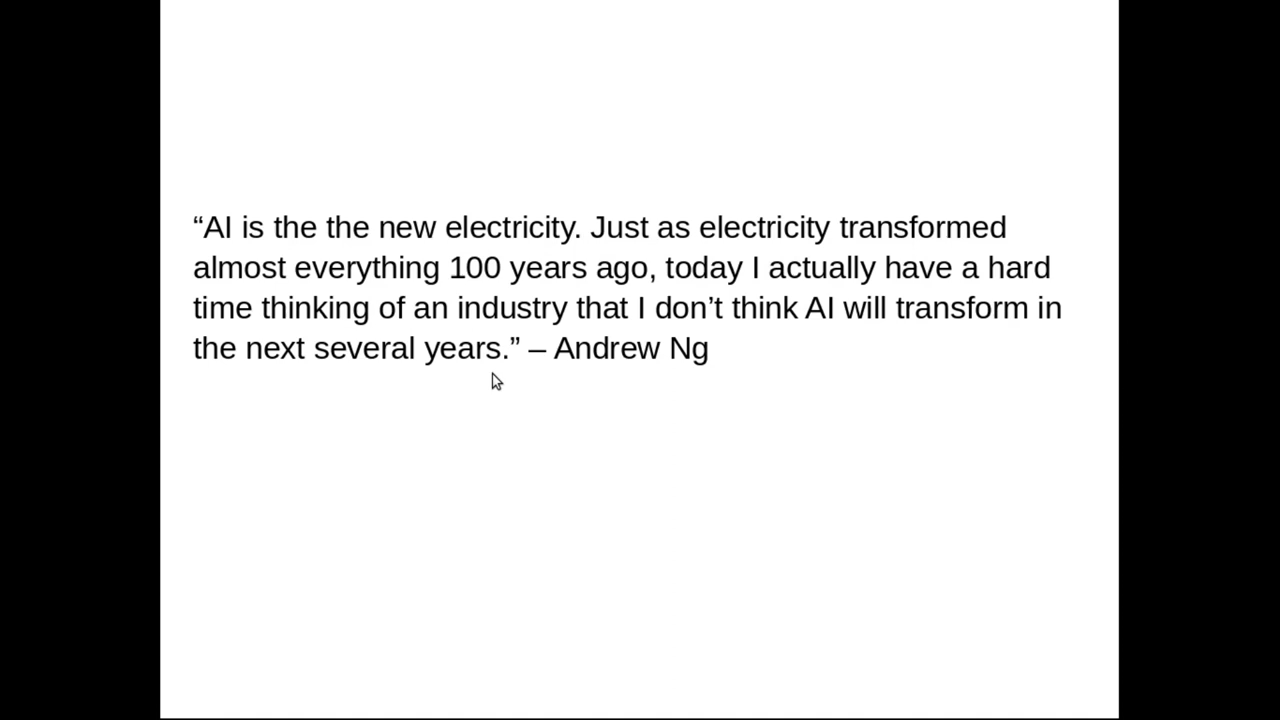 “AI is the the new electricity. Just as electricity transformed
almost everything 100 years ago, today I actually have a hard
time thinking of an industry that I don’t think AI will transform in
the next several years.” – Andrew Ng